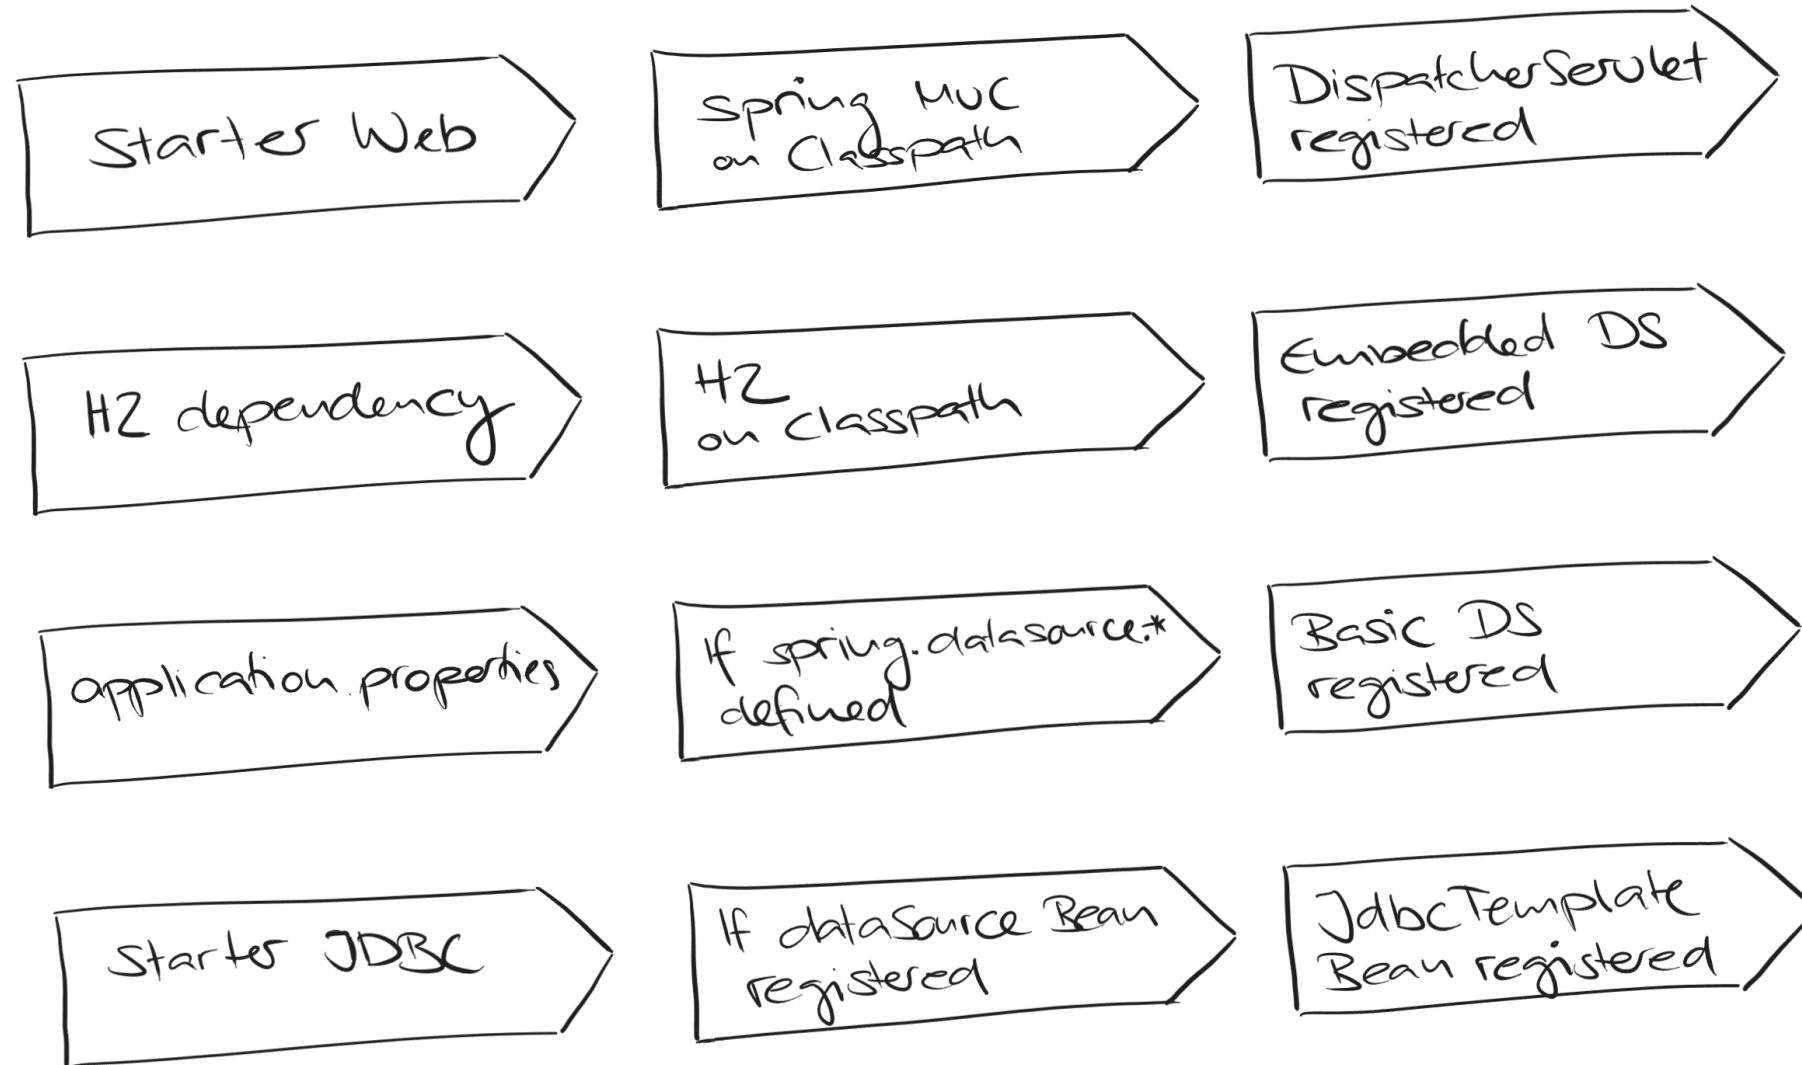 Starter Web
Spring MVC
on Classpath
DispatcherServlet
registered
H2 dependency
H2
on Classpath
Embedded DS
registered
application.properties
If spring.datasource.*
defined
Basic DS
registered
Starter JDBC
If dataSource Bean
registered
JdbcTemplate
Bean registered